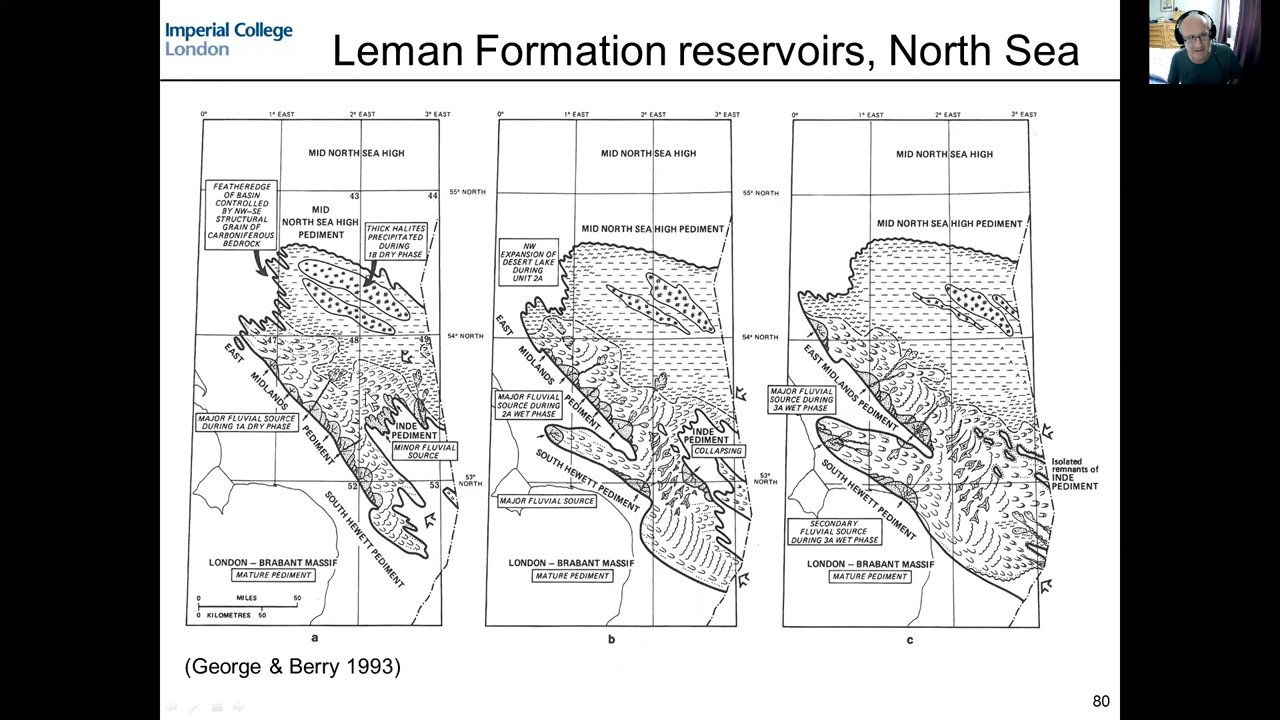 Imperial College
London
Leman Formation reservoirs, North Sea
0°
1° EAST
2° EAST
3° EAST
MID NORTH SEA HIGH
43
44
55° NORTH
FEATHEREDGE
OF BASIN
CONTROLLED
BY NW–SE
STRUCTURAL
GRAIN OF
CARBONIFEROUS
BEDROCK
MID
NORTH SEA HIGH
PEDIMENT
THICK HALITES
PRECIPITATED
DURING
1B DRY PHASE
54° NORTH
47
48
49
EAST
MIDLANDS
PEDIMENT
MAJOR FLUVIAL SOURCE
DURING 1A DRY PHASE
INDE
PEDIMENT
MINOR FLUVIAL
SOURCE
53°
NORTH
52
53
SOUTH HEWETT PEDIMENT
LONDON – BRABANT MASSIF
MATURE PEDIMENT
0 MILES 50
0 KILOMETRES 50
a
0°
1° EAST
2° EAST
3° EAST
MID NORTH SEA HIGH
55° NORTH
MID NORTH SEA HIGH PEDIMENT
NW
EXPANSION OF
DESERT LAKE
DURING
UNIT 2A
54° NORTH
EAST
MIDLANDS
PEDIMENT
MAJOR FLUVIAL
SOURCE DURING
2A WET PHASE
INDE
PEDIMENT
COLLAPSING
53°
NORTH
SOUTH HEWETT PEDIMENT
MAJOR FLUVIAL SOURCE
LONDON – BRABANT MASSIF
MATURE PEDIMENT
b
0°
1° EAST
2° EAST
3° EAST
MID NORTH SEA HIGH
MID NORTH SEA HIGH PEDIMENT
EAST MIDLANDS PEDIMENT
MAJOR FLUVIAL
SOURCE DURING
3A WET PHASE
Isolated
remnants of
INDE
PEDIMENT
SOUTH HEWETT PEDIMENT
SECONDARY
FLUVIAL SOURCE
DURING 3A WET PHASE
LONDON – BRABANT MASSIF
MATURE PEDIMENT
c
(George & Berry 1993)
80